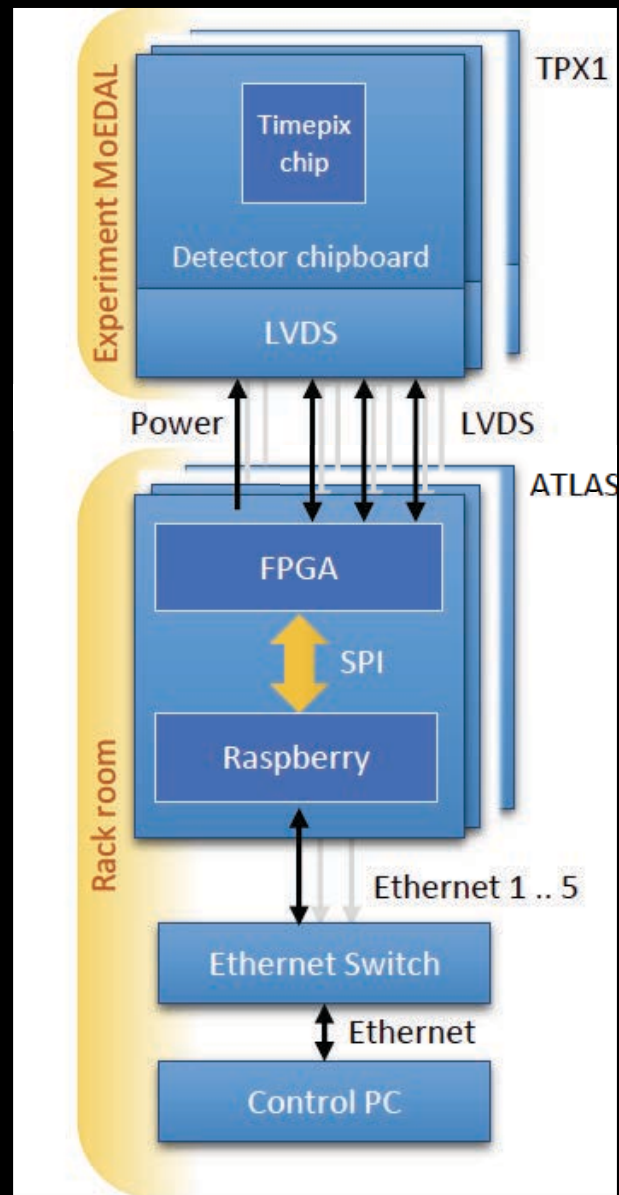 TPX1
Experiment MoEDAL
Timepix
chip
Detector chipboard
LVDS
Power
LVDS
ATLAS
Rack room
FPGA
SPI
Raspberry
Ethernet 1 .. 5
Ethernet Switch
Ethernet
Control PC